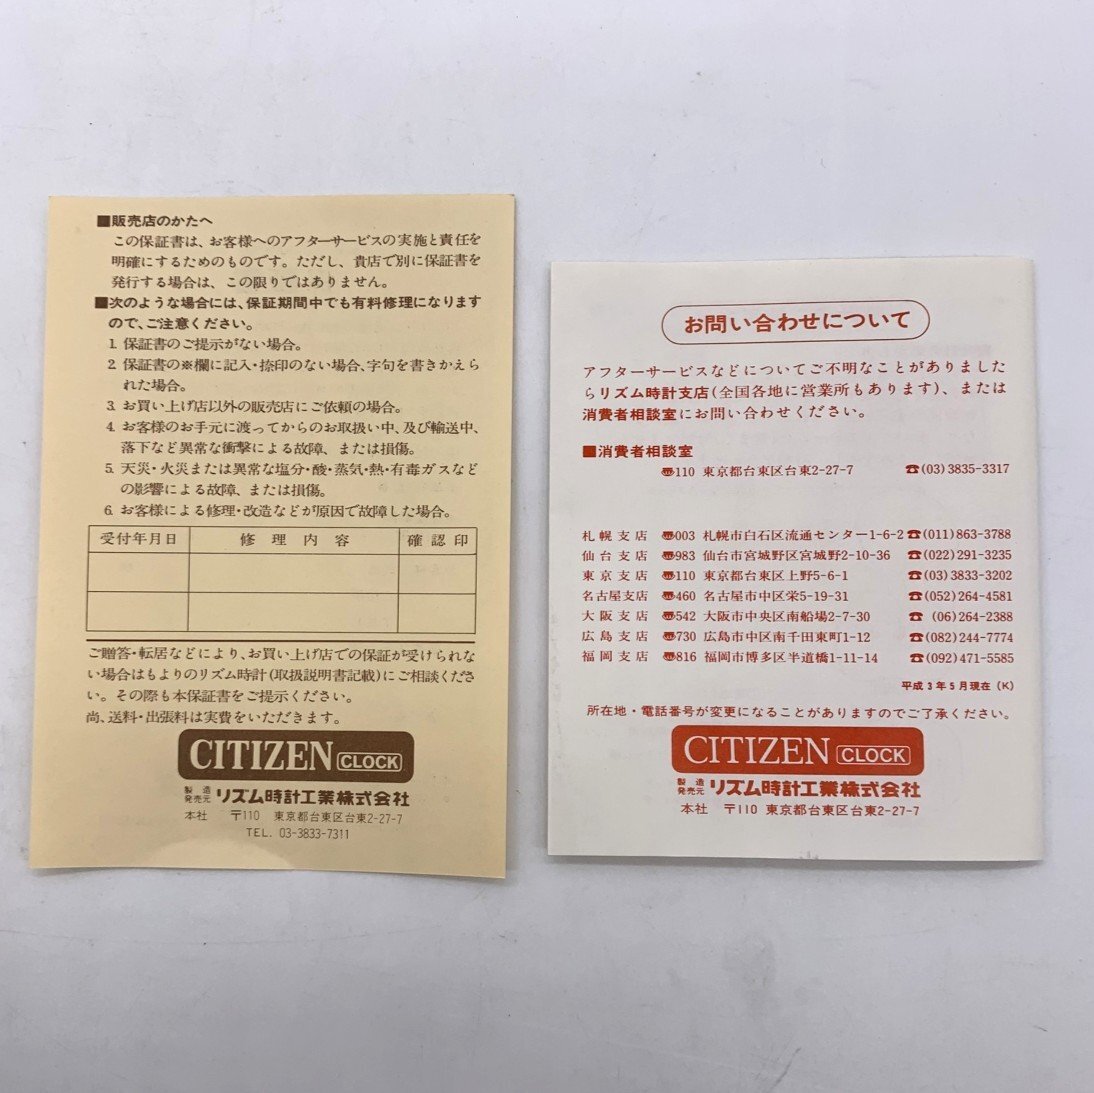 ■販売店のかたへ
この保証書は、お客様へのアフターサービスの実施と責任を
明確にするためのものです。ただし、貴店で別に保証書を
発行する場合は、この限りではありません。
■次のような場合には、保証期間中でも有料修理になります
ので、ご注意ください。
1. 保証書のご提示がない場合。
2. 保証書の※欄に記入・捺印のない場合、字句を書きかえら
れた場合。
3. お買い上げ店以外の販売店にご依頼の場合。
4. お客様のお手元に渡ってからのお取扱い中、及び輸送中、
落下など異常な衝撃による故障、または損傷。
5. 天災・火災または異常な塩分・酸・蒸気・熱・有毒ガスなど
の影響による故障、または損傷。
6. お客様による修理・改造などが原因で故障した場合。
受付年月日 修理内容 確認印
ご贈答・転居などにより、お買い上げ店での保証が受けられな
い場合はもよりのリズム時計(取扱説明書記載)にご相談くださ
い。その際も本保証書をご提示ください。
尚、送料・出張料は実費をいただきます。
CITIZEN CLOCK
製造
発売元 リズム時計工業株式会社
本社 〒110 東京都台東区台東2-27-7
TEL. 03-3833-7311
お問い合わせについて
アフターサービスなどについてご不明なことがありました
らリズム時計支店(全国各地に営業所もあります)、または
消費者相談室にお問い合わせください。
■消費者相談室
〠110 東京都台東区台東2-27-7 ☎(03)3835-3317
札幌支店 〠003 札幌市白石区流通センター1-6-2 ☎(011)863-3788
仙台支店 〠983 仙台市宮城野区宮城野2-10-36 ☎(022)291-3235
東京支店 〠110 東京都台東区上野5-6-1 ☎(03)3833-3202
名古屋支店 〠460 名古屋市中区栄5-19-31 ☎(052)264-4581
大阪支店 〠542 大阪市中央区南船場2-7-30 ☎(06)264-2388
広島支店 〠730 広島市中区南千田東町1-12 ☎(082)244-7774
福岡支店 〠816 福岡市博多区半道橋1-11-14 ☎(092)471-5585
平成3年5月現在(K)
所在地・電話番号が変更になることがありますのでご了承ください。
CITIZEN CLOCK
製造
発売元 リズム時計工業株式会社
本社 〒110 東京都台東区台東2-27-7